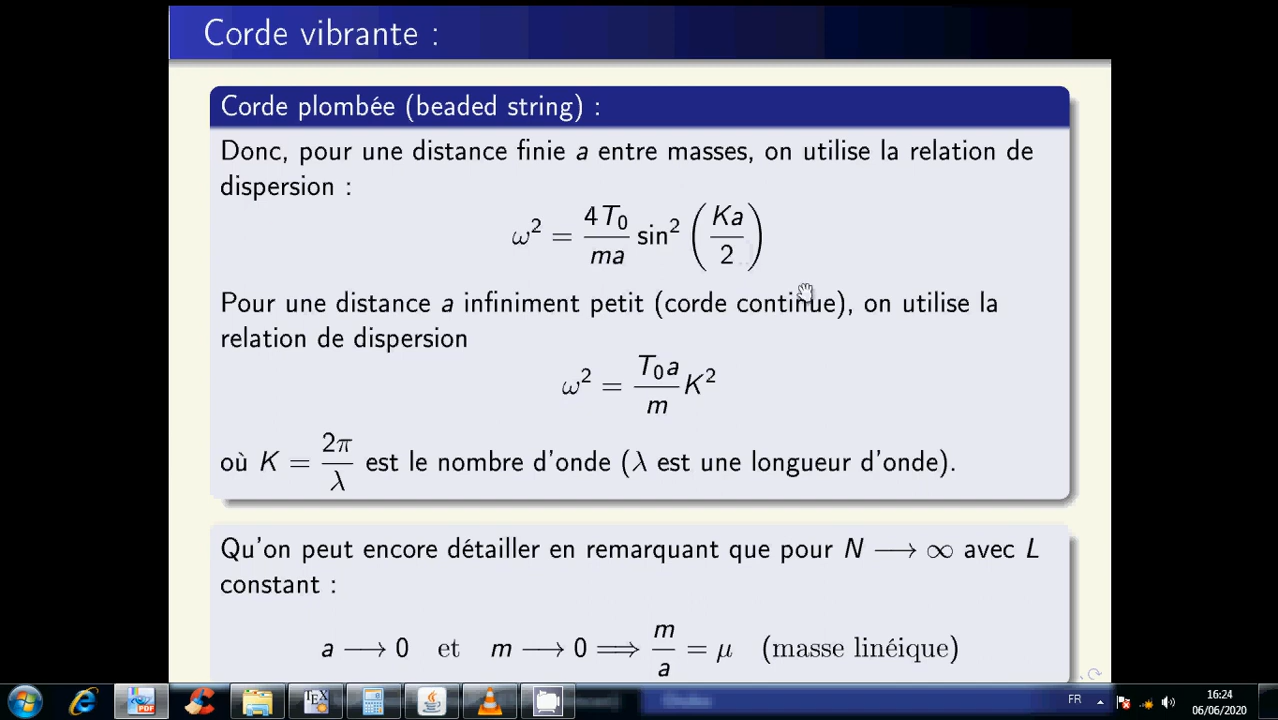 Corde vibrante :
Corde plombée (beaded string) :
Donc, pour une distance finie a entre masses, on utilise la relation de
dispersion :
ω² = 4T₀/ma sin² (Ka/2)
Pour une distance a infiniment petit (corde continue), on utilise la
relation de dispersion
ω² = T₀a/m K²
où K = 2π/λ est le nombre d'onde (λ est une longueur d'onde).
Qu'on peut encore détailler en remarquant que pour N ⟶ ∞ avec L
constant :
a ⟶ 0 et m ⟶ 0 ⟹ m/a = μ (masse linéique)
FR
16:24
06/06/2020